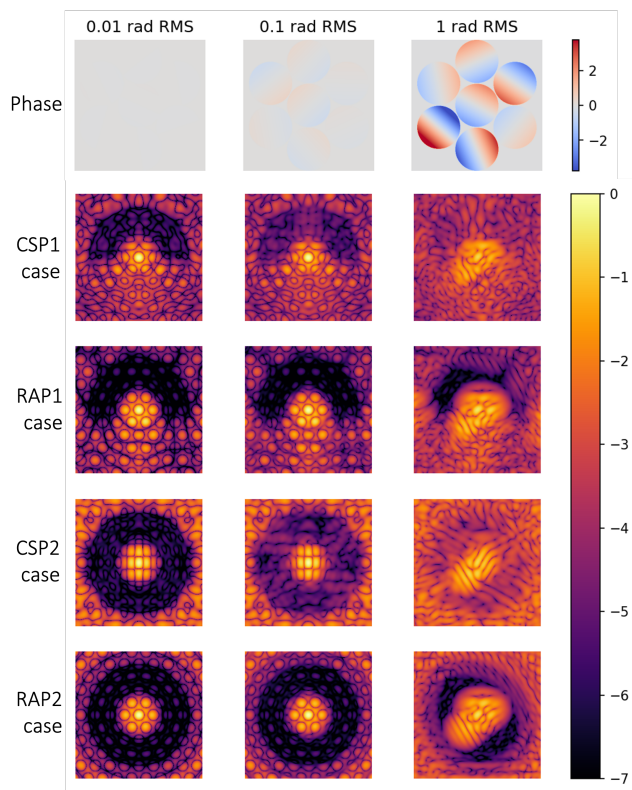 0.01 rad RMS 0.1 rad RMS 1 rad RMS
Phase
2
0
−2
CSP1
case
RAP1
case
CSP2
case
RAP2
case
0
−1
−2
−3
−4
−5
−6
−7